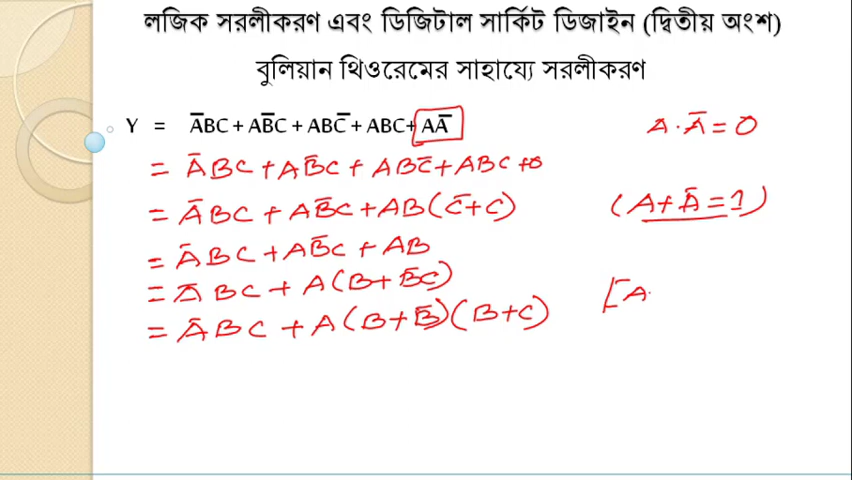 লজিক সরলীকরণ এবং ডিজিটাল সার্কিট ডিজাইন (দ্বিতীয় অংশ)
বুলিয়ান থিওরেমের সাহায্যে সরলীকরণ
Y = A̅BC + AB̅C + ABC̅ + ABC+ AA̅
A · A̅ = 0
= A̅BC + AB̅C + ABC̅ + ABC + 0
= A̅BC + AB̅C + AB(C̅+C)
(A + A̅ = 1)
= A̅BC + AB̅C + AB
= A̅BC + A(B + B̅C)
[A
= A̅BC + A(B+B̅)(B+C)